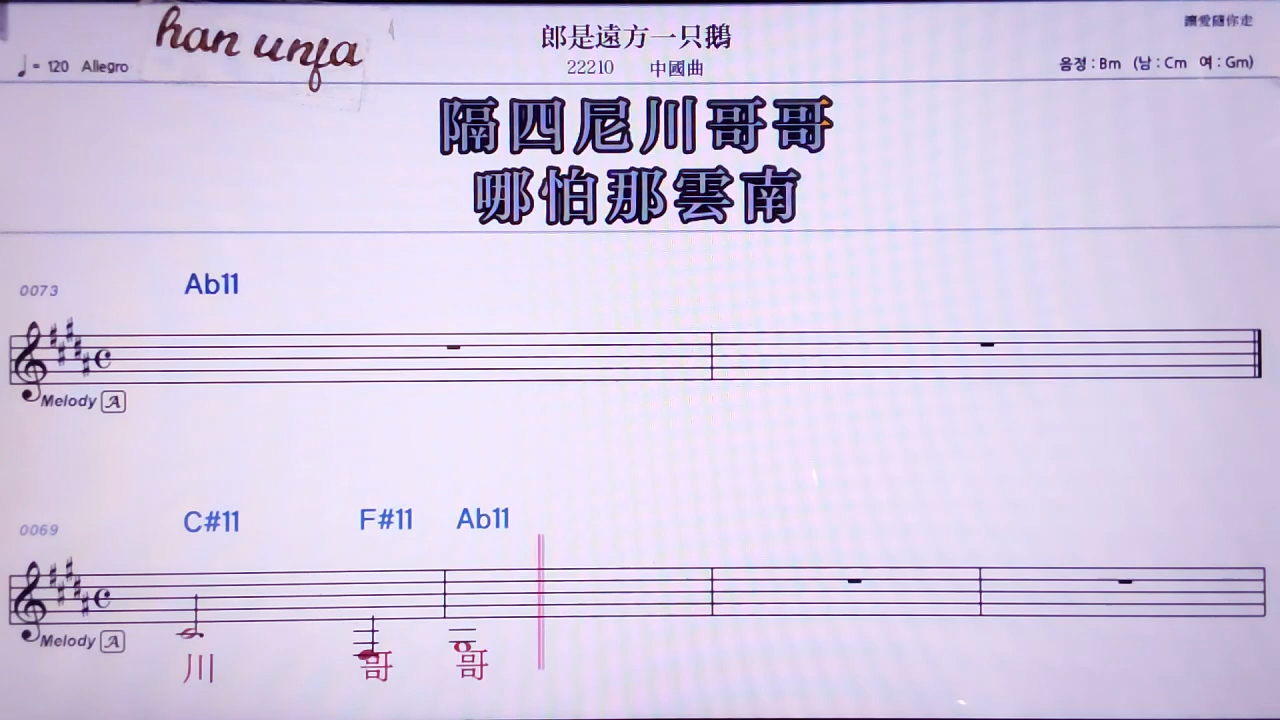 han unfa
郎是遠方一只鵝
讓愛隨你走
♩= 120 Allegro
22210 中國曲
음정 : Bm (남 : Cm 여 : Gm)
隔四尼川哥哥
哪怕那雲南
0073
Ab11
Melody A
0069
C#11 F#11 Ab11
Melody A
川 哥 哥